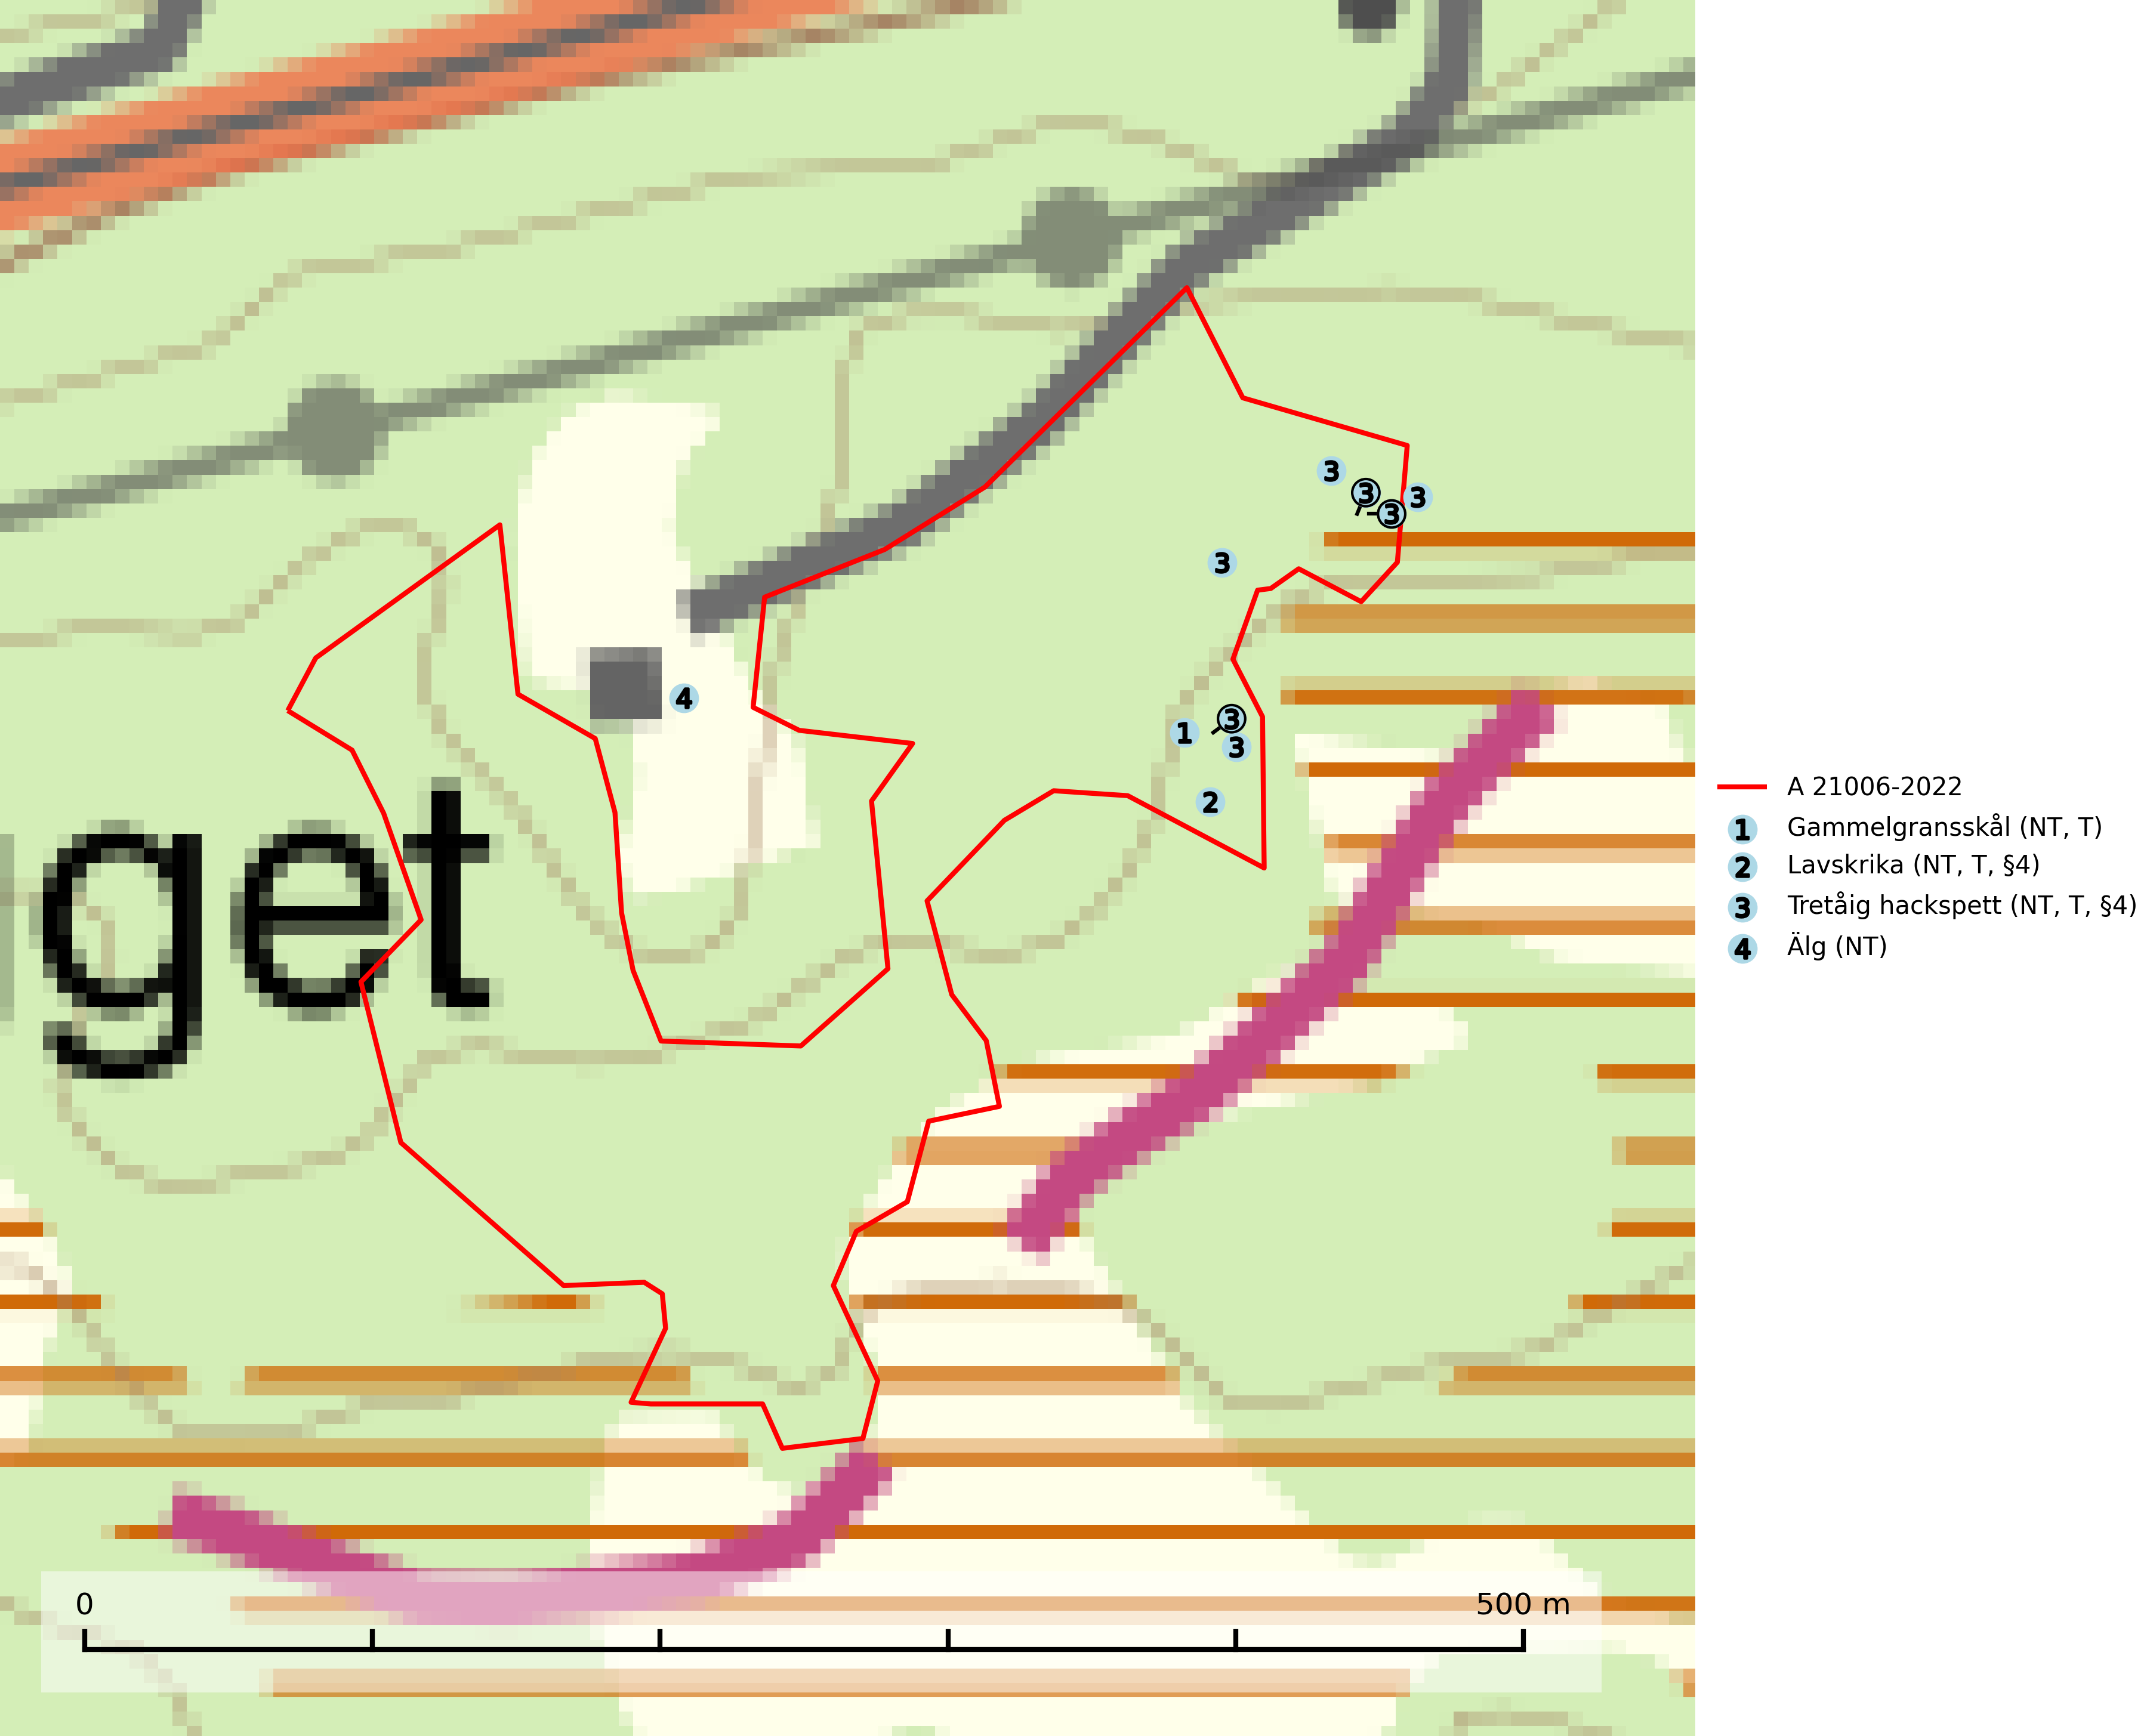 3
3
3
3
3
4
3
1
3
2
get
A 21006-2022
1 Gammelgransskål (NT, T)
2 Lavskrika (NT, T, §4)
3 Tretåig hackspett (NT, T, §4)
4 Älg (NT)
0 500 m